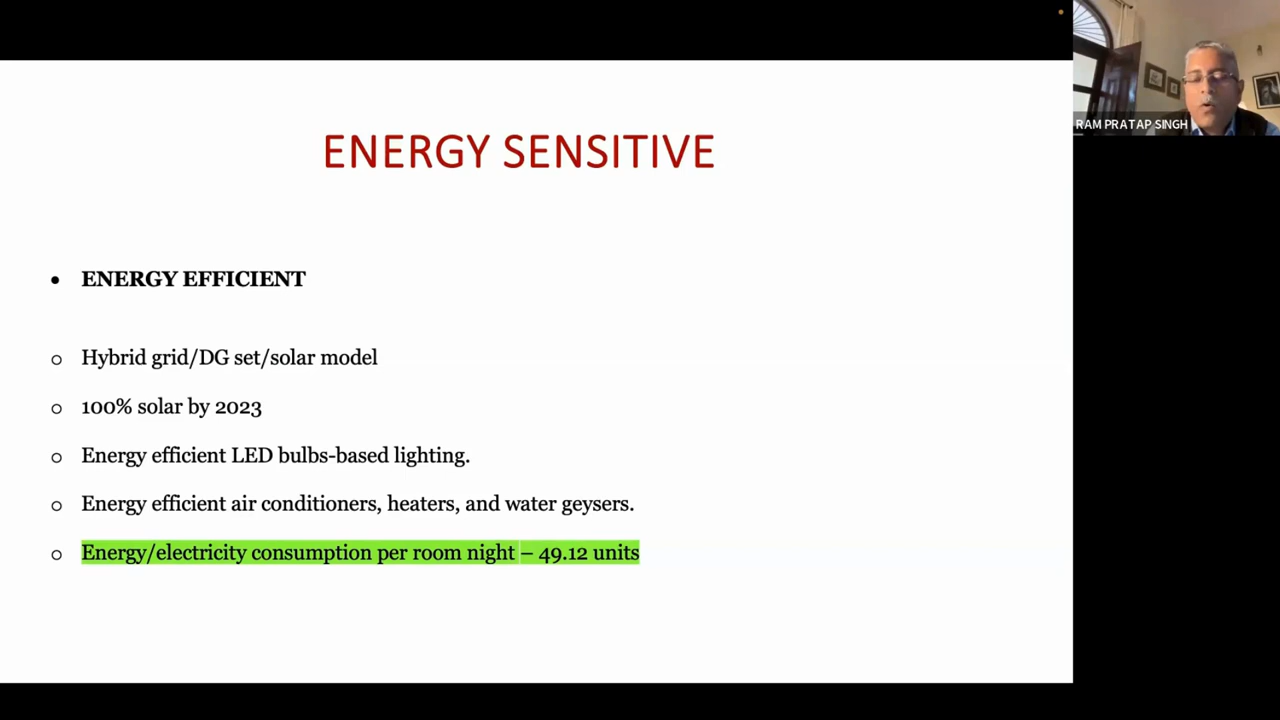 ENERGY SENSITIVE
RAM PRATAP SINGH
• ENERGY EFFICIENT
o Hybrid grid/DG set/solar model
o 100% solar by 2023
o Energy efficient LED bulbs-based lighting.
o Energy efficient air conditioners, heaters, and water geysers.
o Energy/electricity consumption per room night – 49.12 units